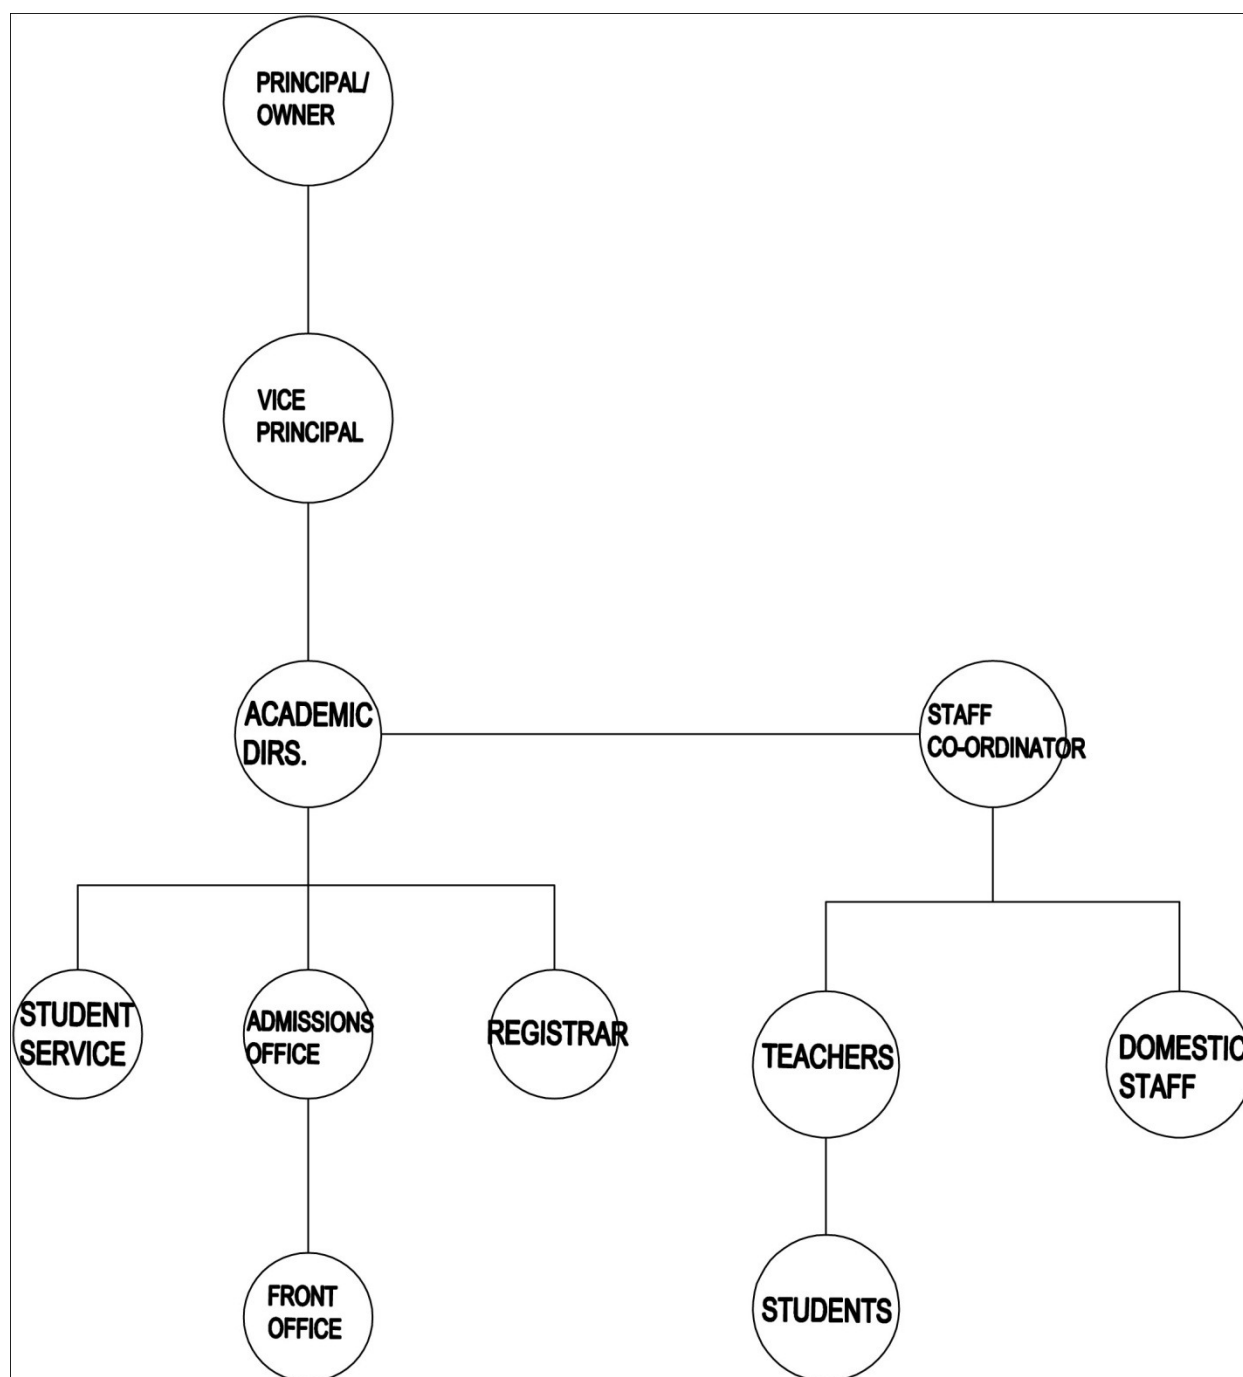 PRINCIPAL/
OWNER
VICE
PRINCIPAL
ACADEMIC
DIRS.
STAFF
CO-ORDINATOR
STUDENT
SERVICE
ADMISSIONS
OFFICE
REGISTRAR
TEACHERS
DOMESTIC
STAFF
FRONT
OFFICE
STUDENTS